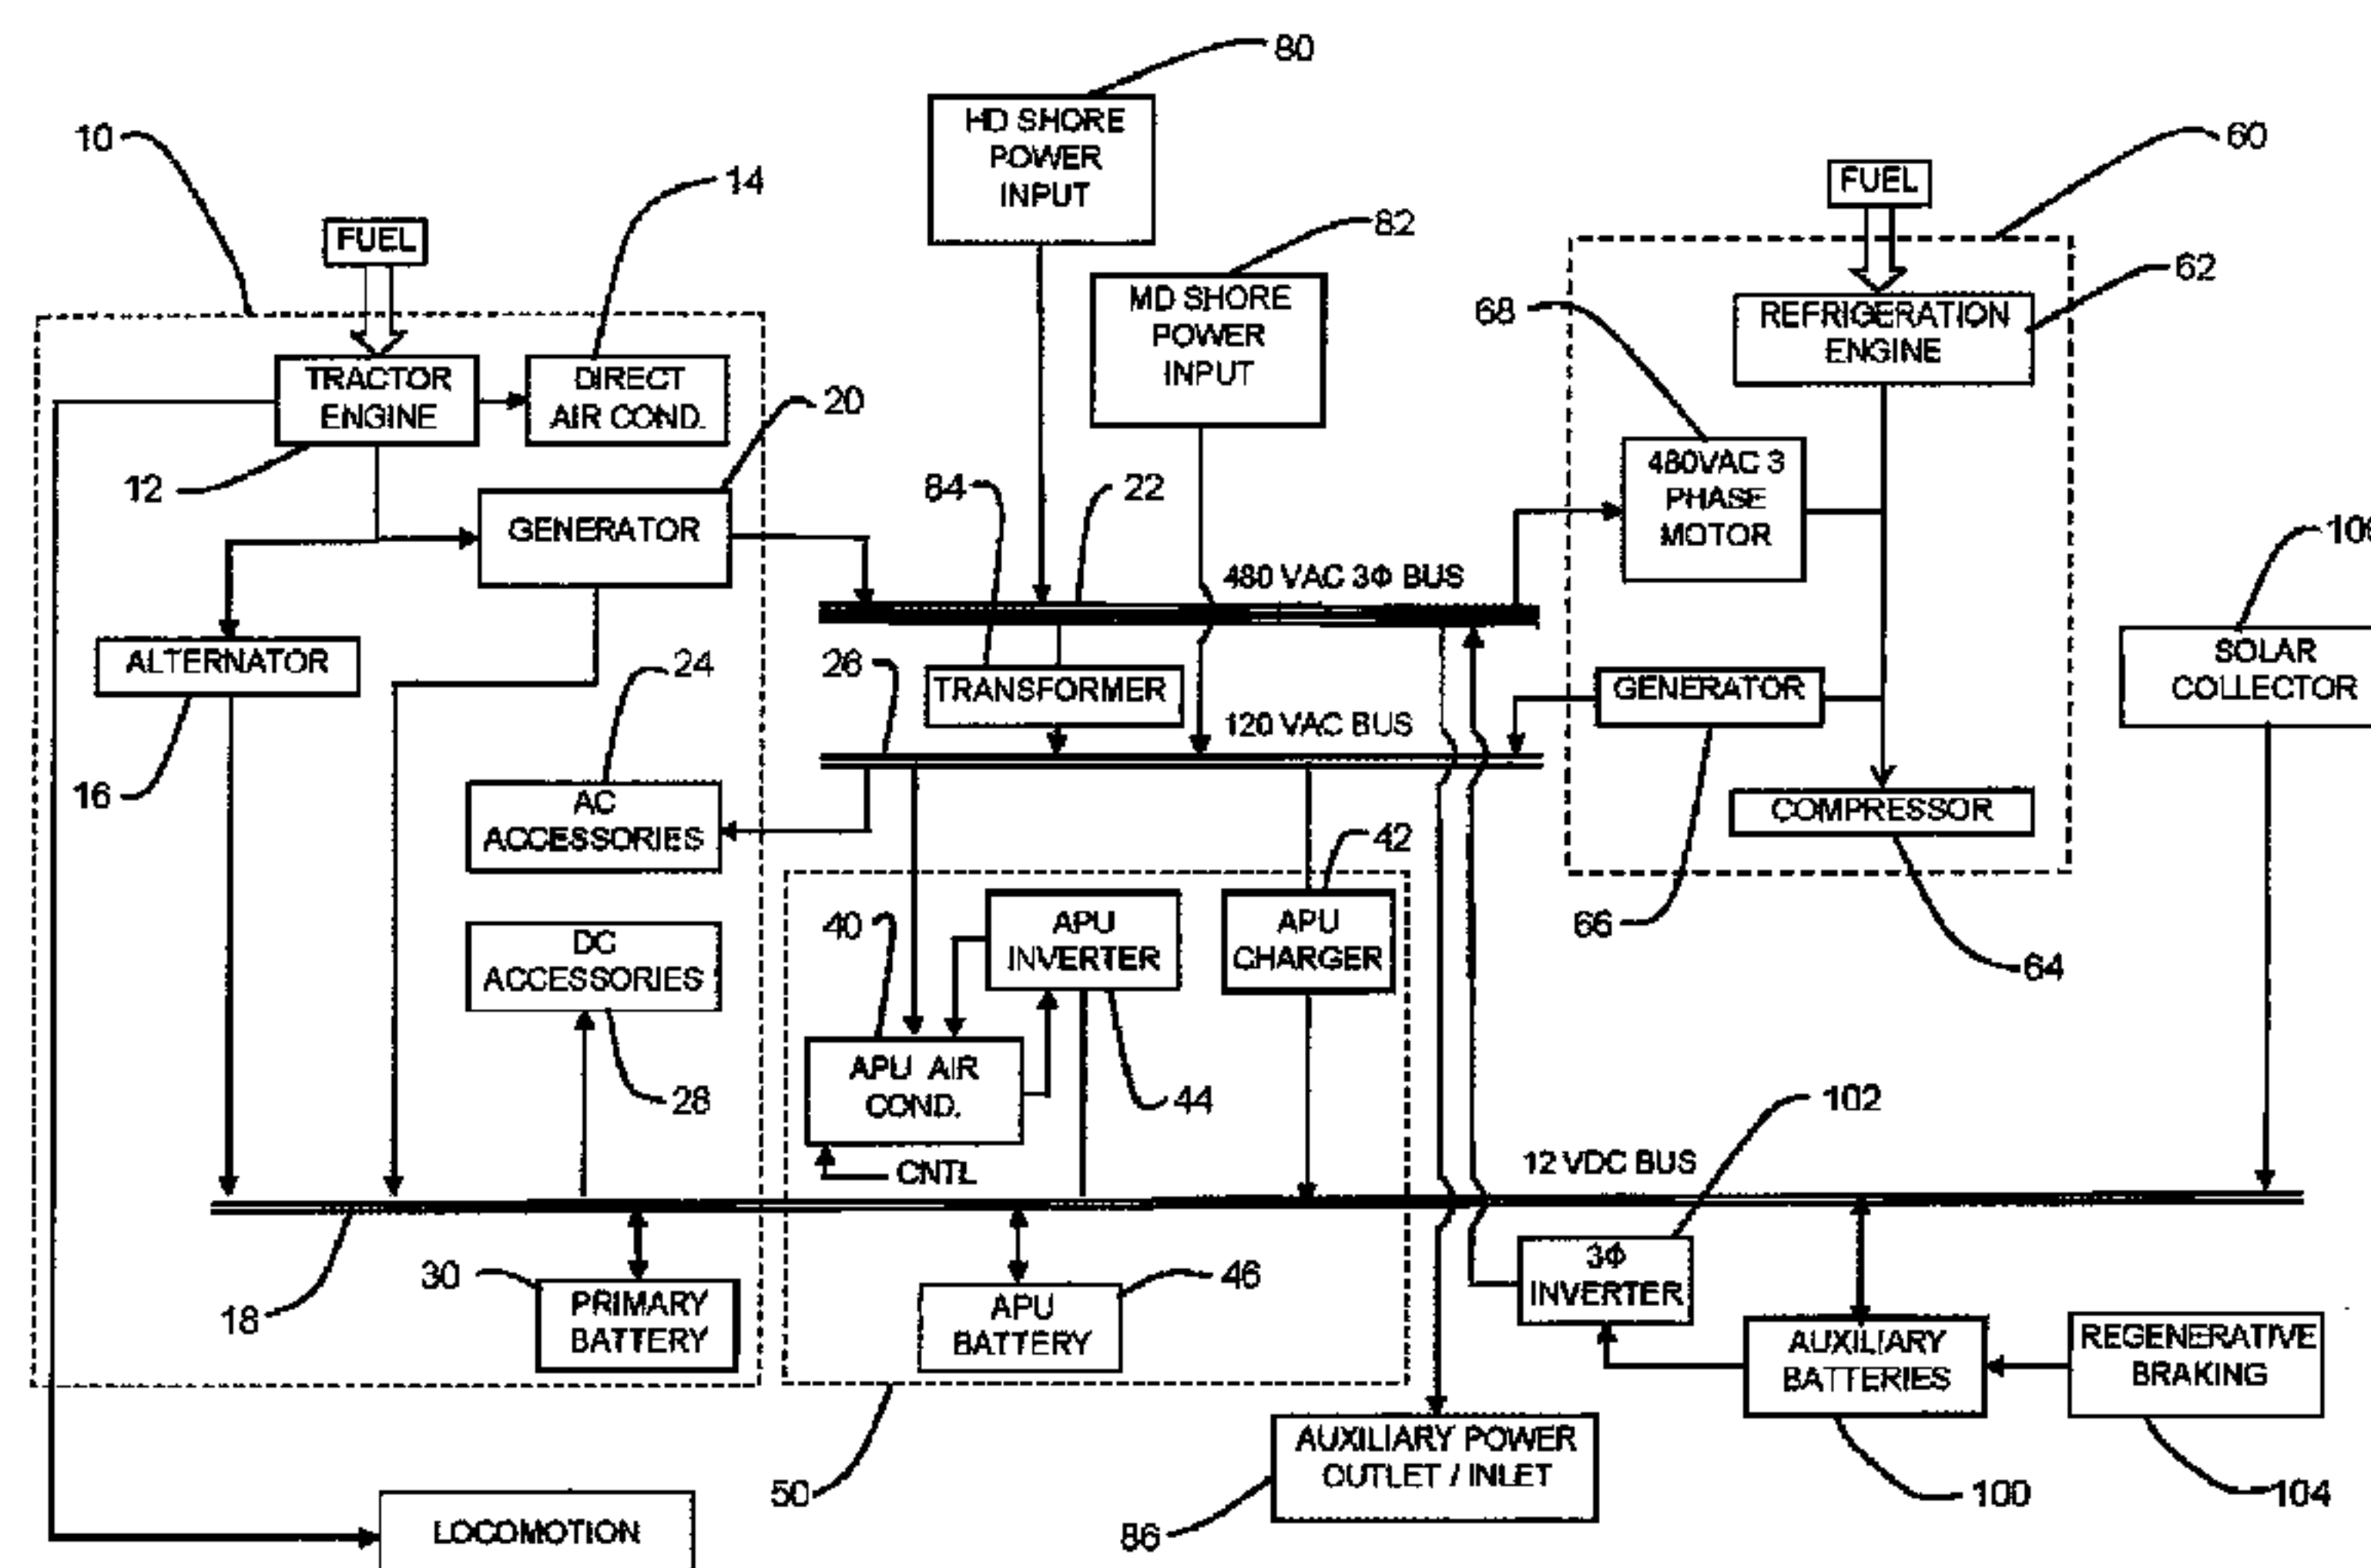 80
10
HD SHORE
POWER
INPUT
60
FUEL
14
FUEL
82
62
MD SHORE
POWER
INPUT
68
REFRIGERATION
ENGINE
TRACTOR
ENGINE
DIRECT
AIR COND.
20
12
480VAC 3
PHASE
MOTOR
84
22
GENERATOR
480 VAC 3Φ BUS
ALTERNATOR
24
26
TRANSFORMER
GENERATOR
SOLAR
COLLECTOR
120 VAC BUS
16
AC
ACCESSORIES
COMPRESSOR
42
40
APU
INVERTER
APU
CHARGER
66
64
DC
ACCESSORIES
APU AIR
COND.
28
44
102
CNTL
12 VDC BUS
30
46
3Φ
INVERTER
18
PRIMARY
BATTERY
APU
BATTERY
AUXILIARY
BATTERIES
REGENERATIVE
BRAKING
50
AUXILIARY POWER
OUTLET / INLET
100
104
86
LOCOMOTION